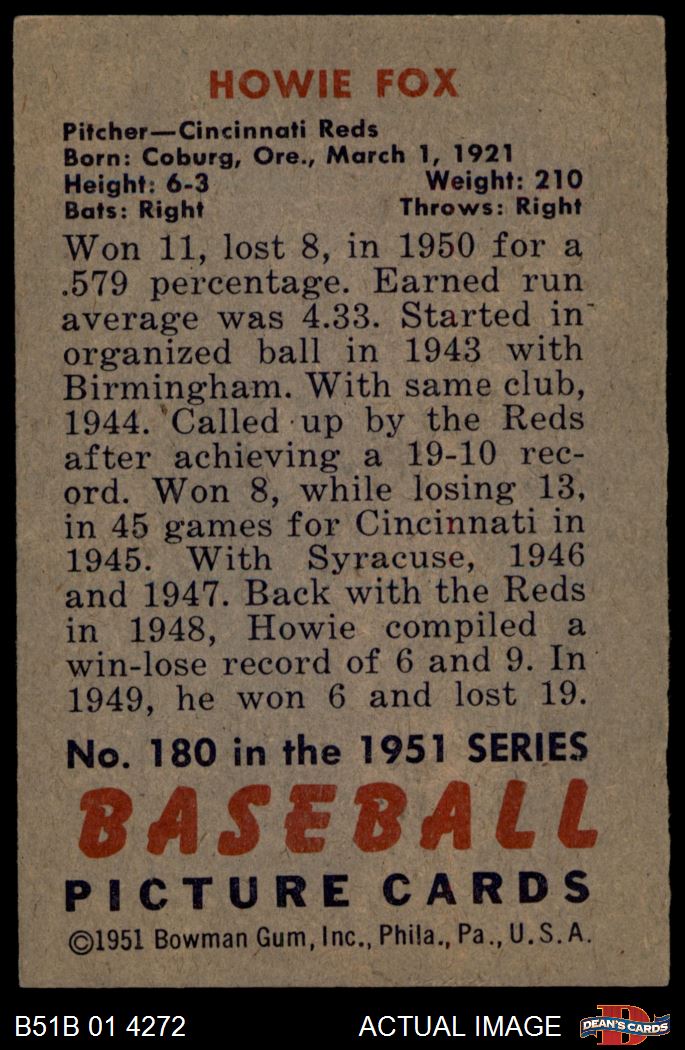 HOWIE FOX
Pitcher—Cincinnati Reds
Born: Coburg, Ore., March 1, 1921
Height: 6-3 Weight: 210
Bats: Right Throws: Right
Won 11, lost 8, in 1950 for a
.579 percentage. Earned run
average was 4.33. Started in
organized ball in 1943 with
Birmingham. With same club,
1944. Called up by the Reds
after achieving a 19-10 rec-
ord. Won 8, while losing 13,
in 45 games for Cincinnati in
1945. With Syracuse, 1946
and 1947. Back with the Reds
in 1948, Howie compiled a
win-lose record of 6 and 9. In
1949, he won 6 and lost 19.
No. 180 in the 1951 SERIES
BASEBALL
PICTURE CARDS
©1951 Bowman Gum, Inc., Phila., Pa., U.S.A.
B51B 01 4272 ACTUAL IMAGE D DEAN'S CARDS